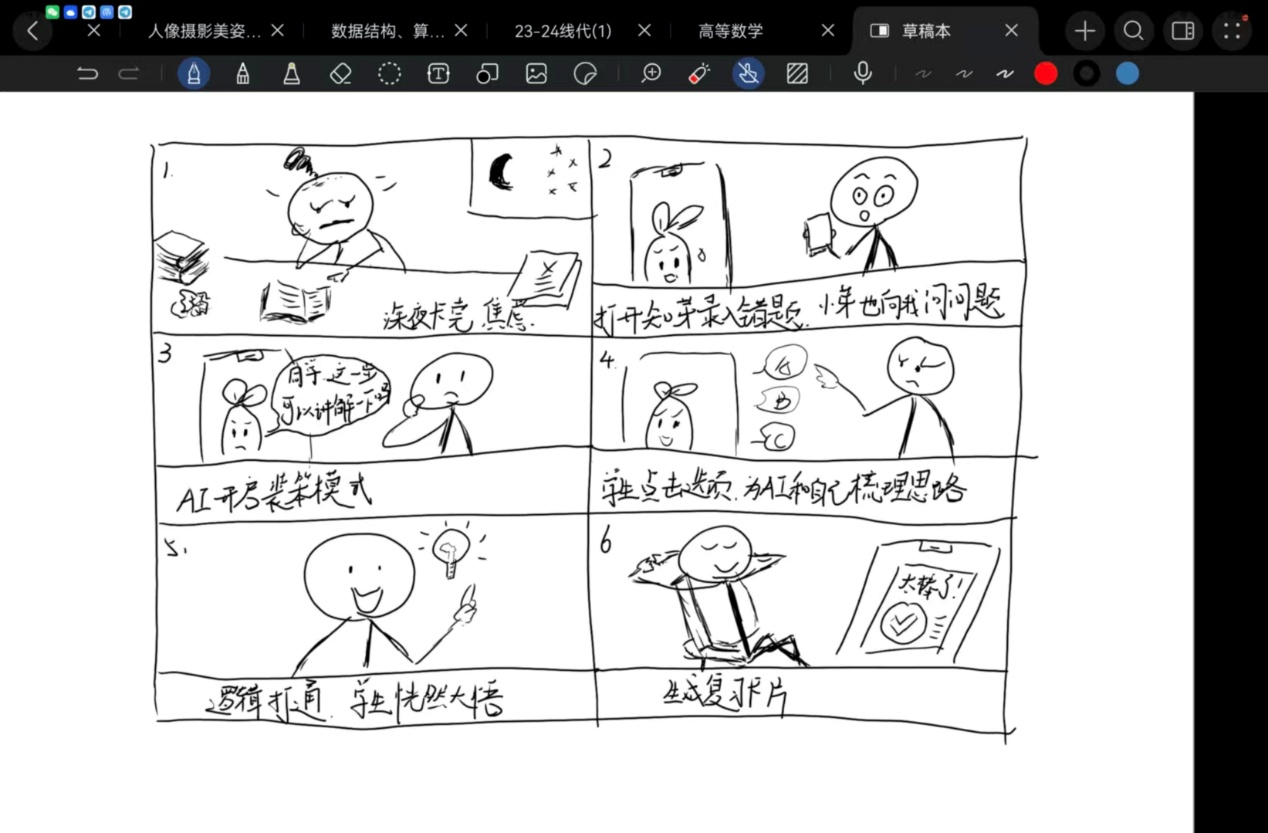 人像摄影美姿...
数据结构、算...
23-24线代(1)
高等数学
草稿本
1.
深夜卡壳 焦虑.
2
打开知芽录入错题. 小芽也向我问问题
3
同学,这一步
可以讲解一下吗
AI开启装笨模式
4.
A
B
C
学生点击选项,为AI和自己梳理思路
5.
逻辑打通 学生恍然大悟
6
太棒了!
生成复习卡片